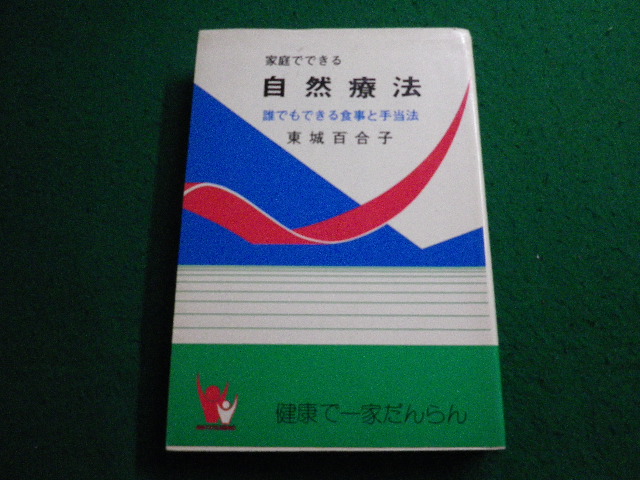 家庭でできる
自然療法
誰でもできる食事と手当法
東城百合子
健康で一家だんらん